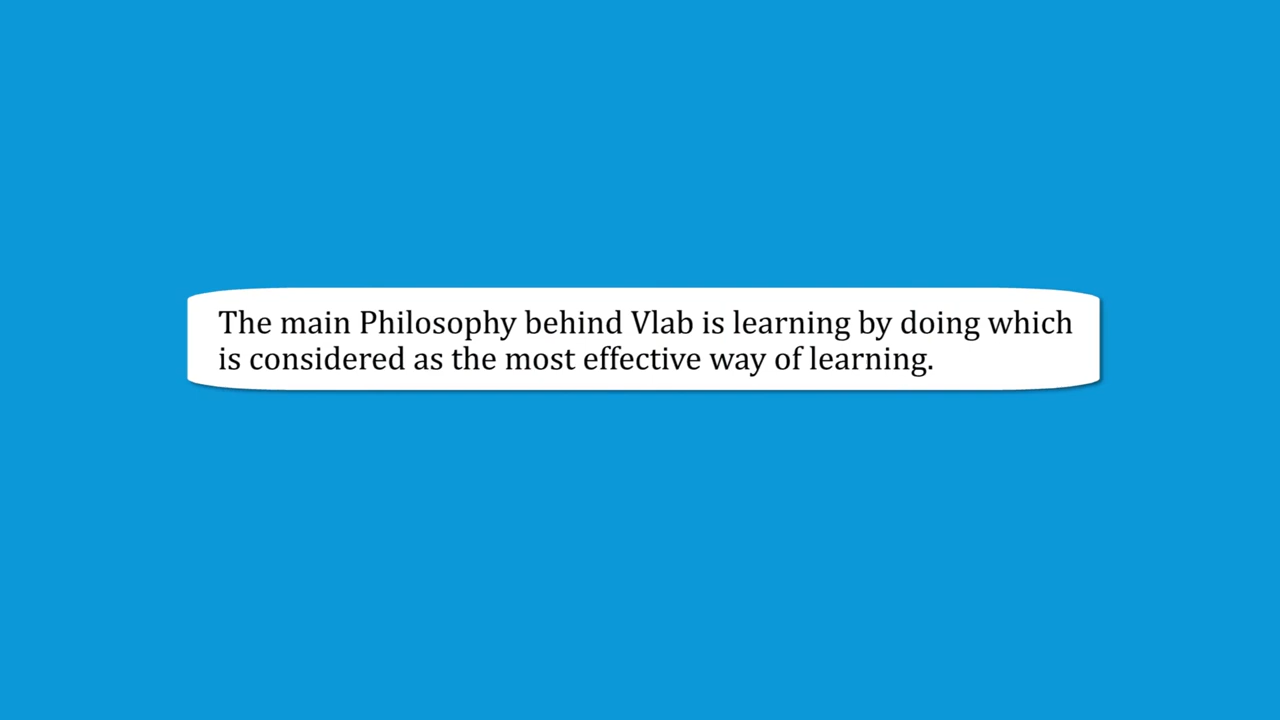 The main Philosophy behind Vlab is learning by doing which
is considered as the most effective way of learning.